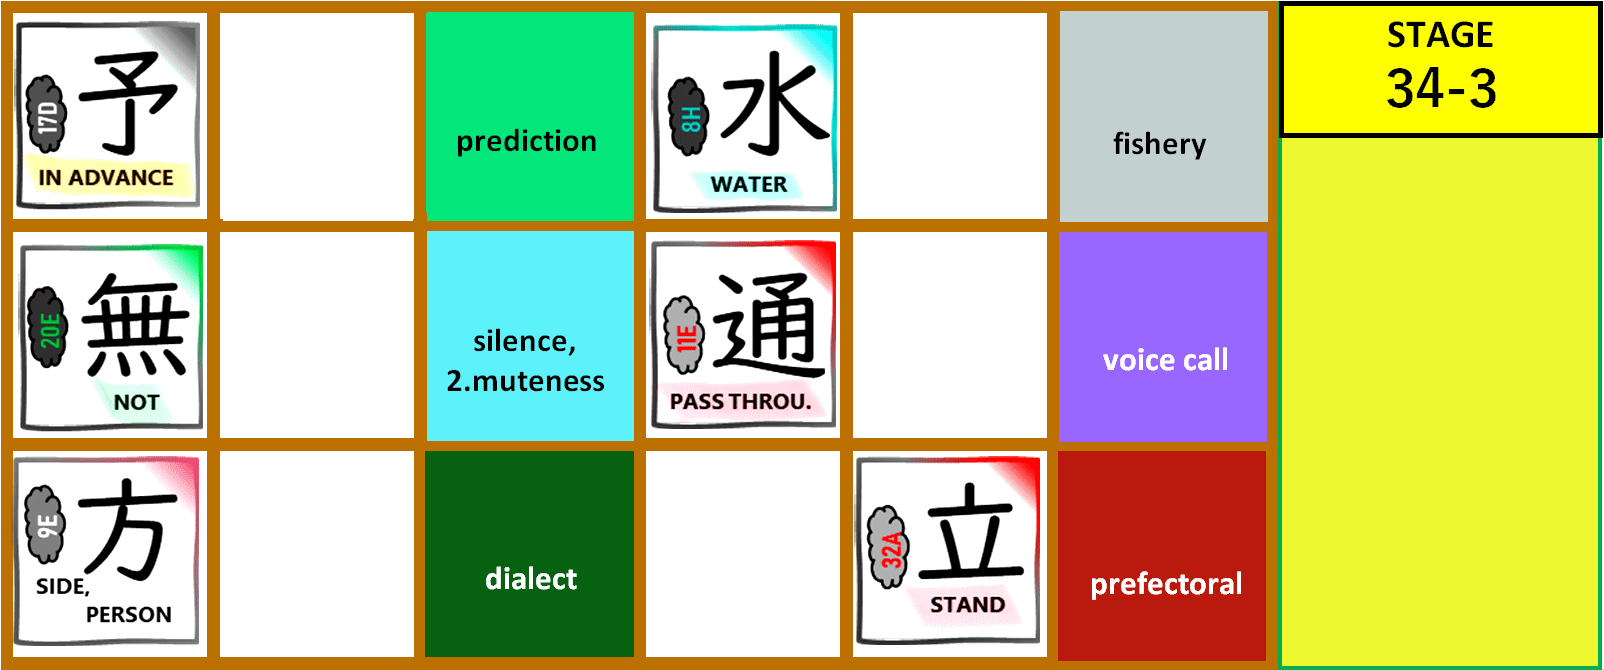 予
17D
IN ADVANCE
prediction
水
8H
WATER
fishery
STAGE
34-3
無
20E
NOT
silence,
2.muteness
通
11E
PASS THROU.
voice call
方
9E
SIDE,
PERSON
dialect
立
32A
STAND
prefectoral